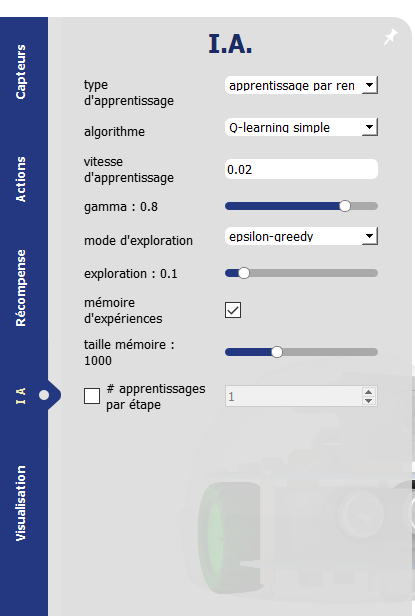 I.A.
Capteurs
Actions
Récompense
I A
Visualisation
type
d'apprentissage
apprentissage par ren
algorithme
Q-learning simple
vitesse
d'apprentissage
0.02
gamma : 0.8
mode d'exploration
epsilon-greedy
exploration : 0.1
mémoire
d'expériences
taille mémoire :
1000
# apprentissages
par étape
1